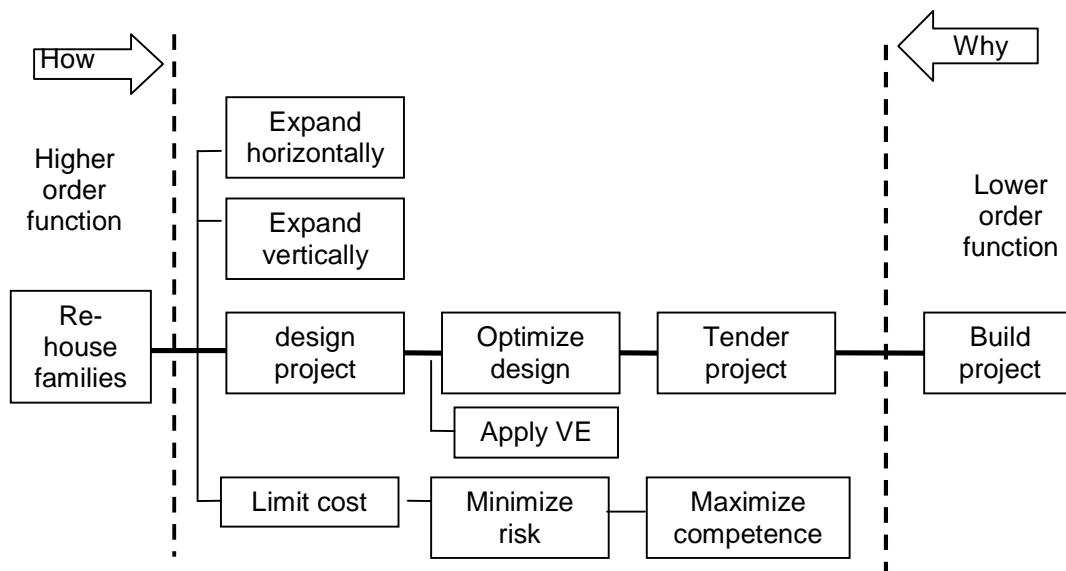 How
Why
Expand
horizontally
Higher
order
function
Lower
order
function
Expand
vertically
Re-
house
families
design
project
Optimize
design
Tender
project
Build
project
Apply VE
Limit cost
Minimize
risk
Maximize
competence